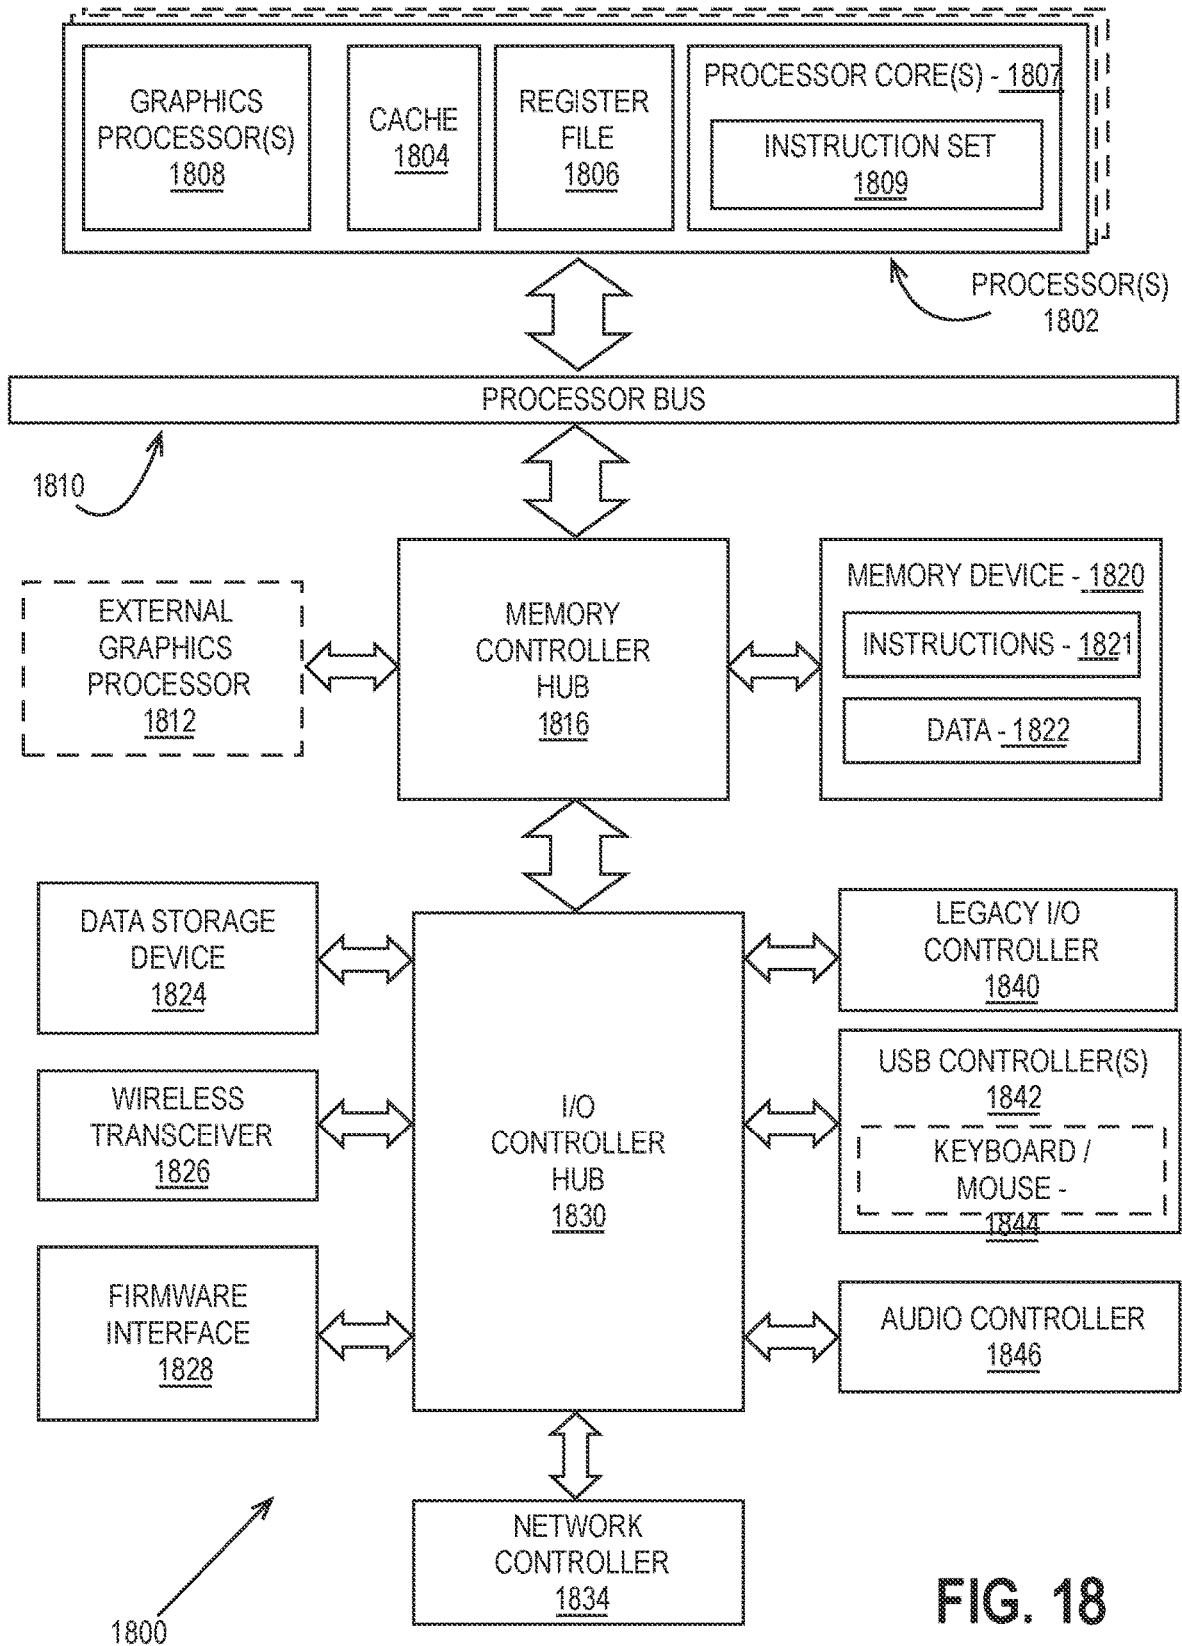 GRAPHICS
PROCESSOR(S)
1808
CACHE
1804
REGISTER
FILE
1806
PROCESSOR CORE(S) - 1807
INSTRUCTION SET
1809
PROCESSOR(S)
1802
PROCESSOR BUS
1810
EXTERNAL
GRAPHICS
PROCESSOR
1812
MEMORY
CONTROLLER
HUB
1816
MEMORY DEVICE - 1820
INSTRUCTIONS - 1821
DATA - 1822
DATA STORAGE
DEVICE
1824
WIRELESS
TRANSCEIVER
1826
FIRMWARE
INTERFACE
1828
I/O
CONTROLLER
HUB
1830
LEGACY I/O
CONTROLLER
1840
USB CONTROLLER(S)
1842
KEYBOARD /
MOUSE -
1844
AUDIO CONTROLLER
1846
NETWORK
CONTROLLER
1834
1800
FIG. 18